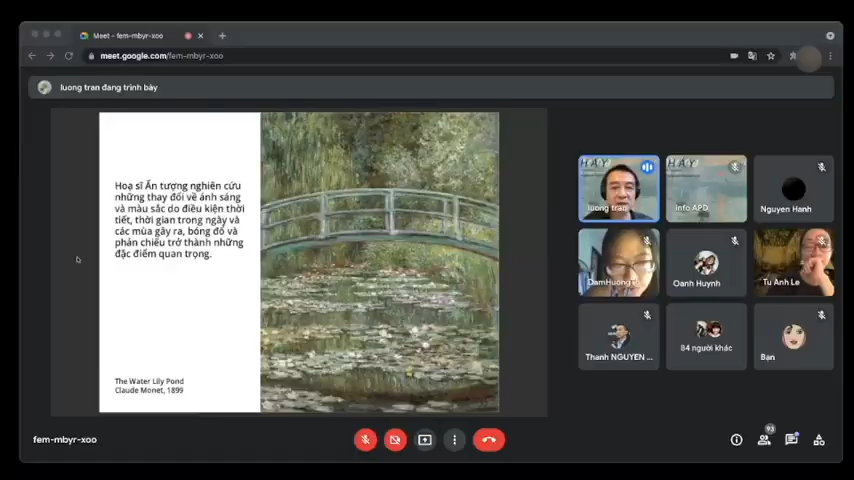 Meet - fem-mbyr-xoo
meet.google.com/fem-mbyr-xoo
luong tran đang trình bày
Hoạ sĩ Ấn tượng nghiên cứu
những thay đổi về ánh sáng
và màu sắc do điều kiện thời
tiết, thời gian trong ngày và
các mùa gây ra, bóng đổ và
phản chiếu trở thành những
đặc điểm quan trọng.
The Water Lily Pond
Claude Monet, 1899
HÃY
luong tran
HÃY
info APD
Nguyen Hanh
DamHuong
Oanh Huynh
Tu Anh Le
Thanh NGUYEN ...
84 người khác
Bạn
fem-mbyr-xoo
93